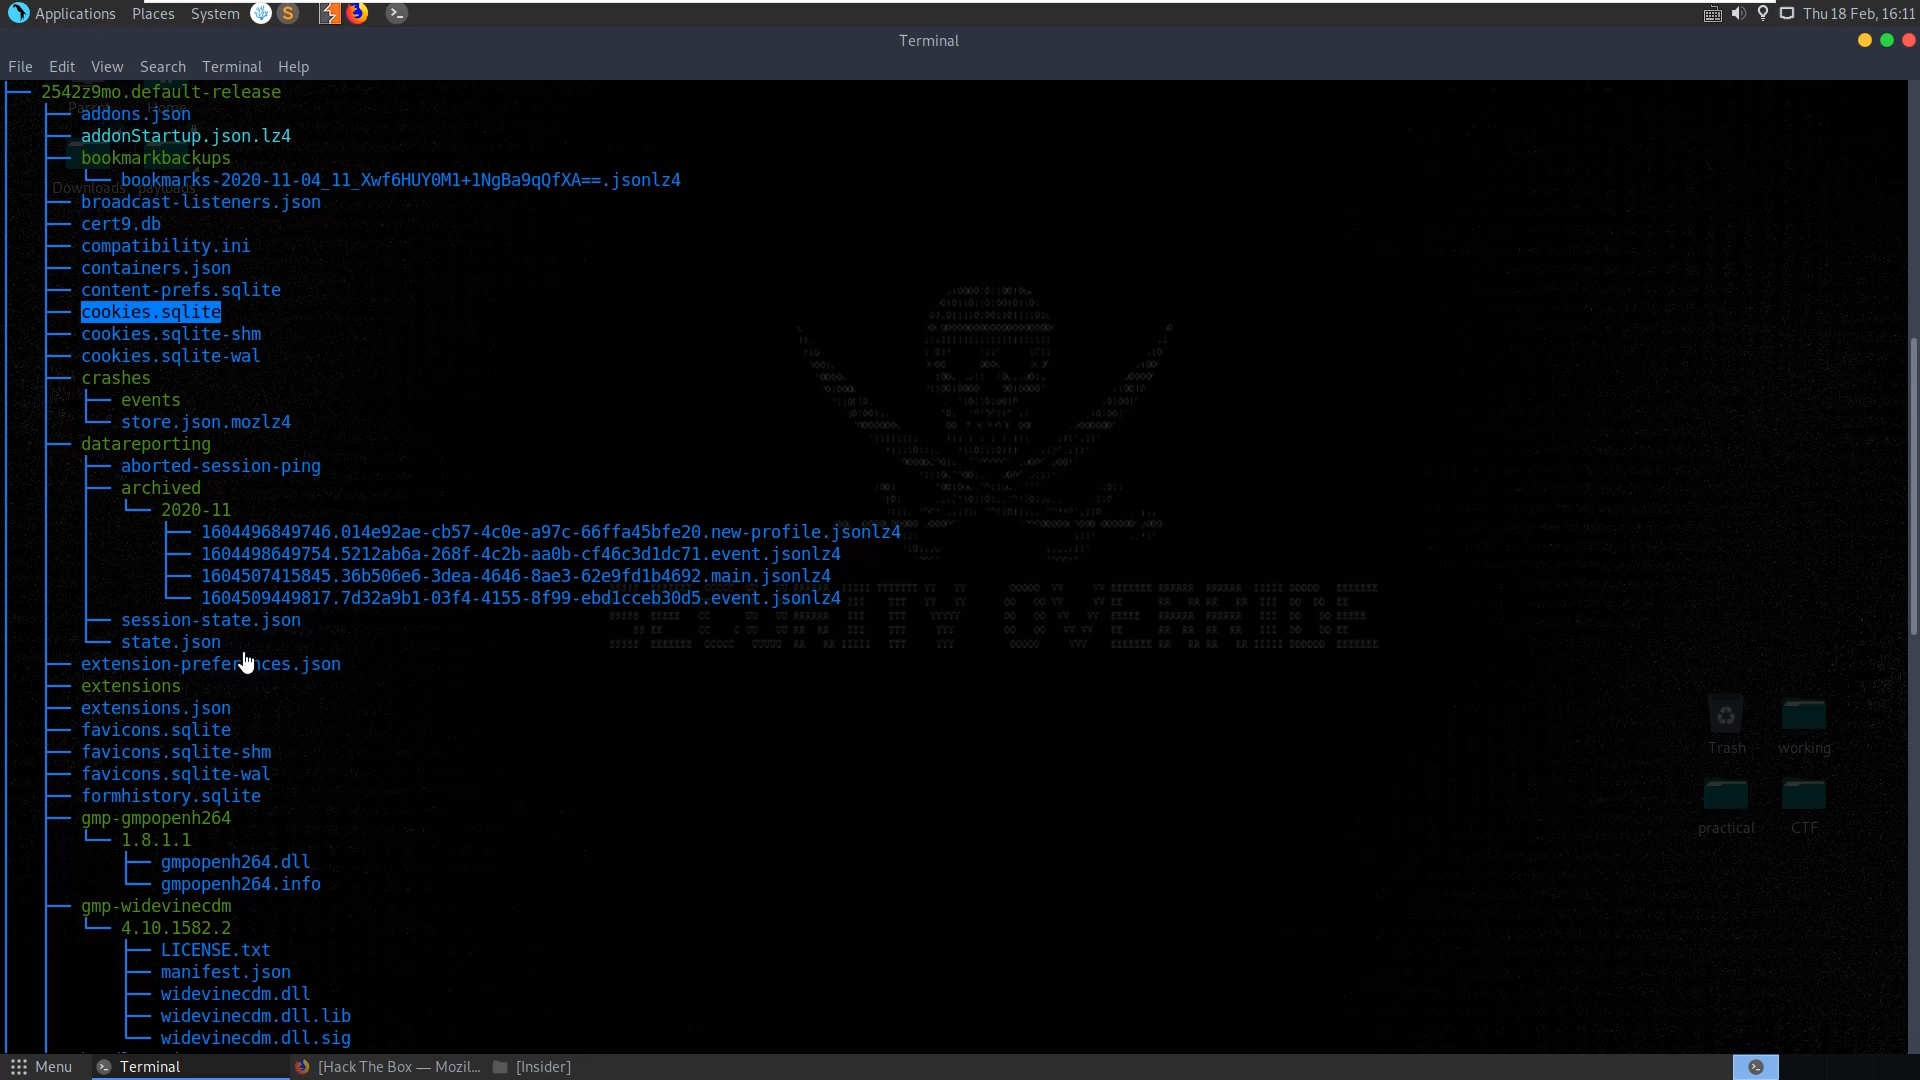 Applications Places System Thu 18 Feb, 16:11
Terminal
File Edit View Search Terminal Help
2542z9mo.default-release
addons.json
addonStartup.json.lz4
bookmarkbackups
bookmarks-2020-11-04_11_Xwf6HUY0M1+1NgBa9qQfXA==.jsonlz4
broadcast-listeners.json
cert9.db
compatibility.ini
containers.json
content-prefs.sqlite
cookies.sqlite
cookies.sqlite-shm
cookies.sqlite-wal
crashes
events
store.json.mozlz4
datareporting
aborted-session-ping
archived
2020-11
1604496849746.014e92ae-cb57-4c0e-a97c-66ffa45bfe20.new-profile.jsonlz4
1604498649754.5212ab6a-268f-4c2b-aa0b-cf46c3d1dc71.event.jsonlz4
1604507415845.36b506e6-3dea-4646-8ae3-62e9fd1b4692.main.jsonlz4
1604509449817.7d32a9b1-03f4-4155-8f99-ebd1cceb30d5.event.jsonlz4
session-state.json
state.json
extension-preferences.json
extensions
extensions.json
favicons.sqlite
favicons.sqlite-shm
favicons.sqlite-wal
formhistory.sqlite
gmp-gmpopenh264
1.8.1.1
gmpopenh264.dll
gmpopenh264.info
gmp-widevinecdm
4.10.1582.2
LICENSE.txt
manifest.json
widevinecdm.dll
widevinecdm.dll.lib
widevinecdm.dll.sig
Home
Downloads payloads
SECURITY OVERRIDE
Trash working
practical CTF
Menu Terminal [Hack The Box — Mozil... [Insider]